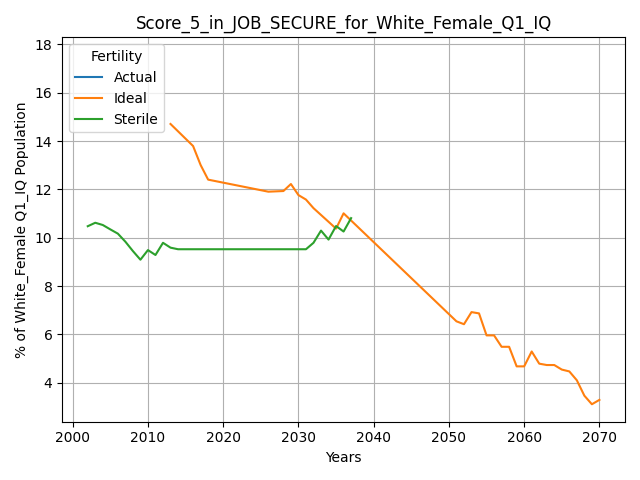 Score_5_in_JOB_SECURE_for_White_Female_Q1_IQ
18
16
14
12
10
8
6
4
% of White_Female Q1_IQ Population
Fertility
Actual
Ideal
Sterile
2000 2010 2020 2030 2040 2050 2060 2070
Years